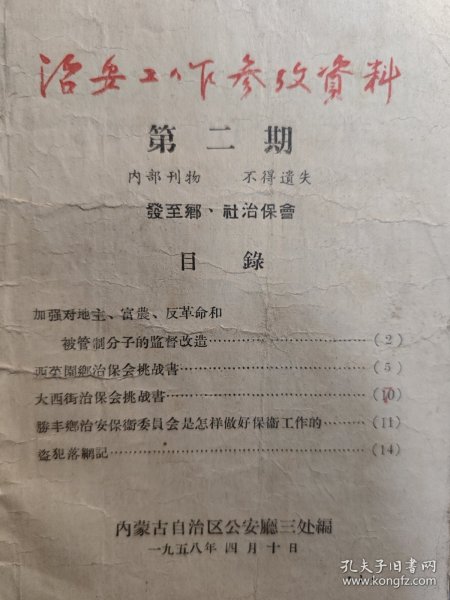 治安工作参攷資料
第二期
内部刊物 不得遺失
發至鄉、社治保會
目錄
加强对地主、富農、反革命和
被管制分子的監督改造……………………(2)
西菜園鄉治保会挑战書……………………(5)
大西街治保会挑战書……………………(10)
勝丰鄉治安保衞委員会是怎样做好保衞工作的……(11)
盜犯落網記……………………(14)
内蒙古自治区公安廳三处編
一九五八年四月十日
孔夫子旧書网
www.kongfz.com